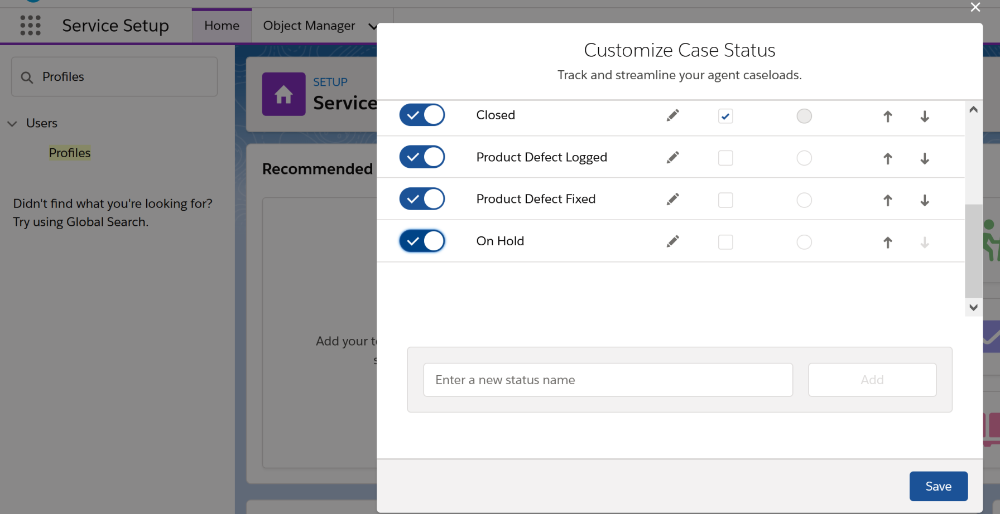 Service Setup
Home
Object Manager
Profiles
Users
Profiles
Didn't find what you're looking for?
Try using Global Search.
SETUP
Service
Recommended
Add your
Customize Case Status
Track and streamline your agent caseloads.
Closed
Product Defect Logged
Product Defect Fixed
On Hold
Enter a new status name
Add
Save